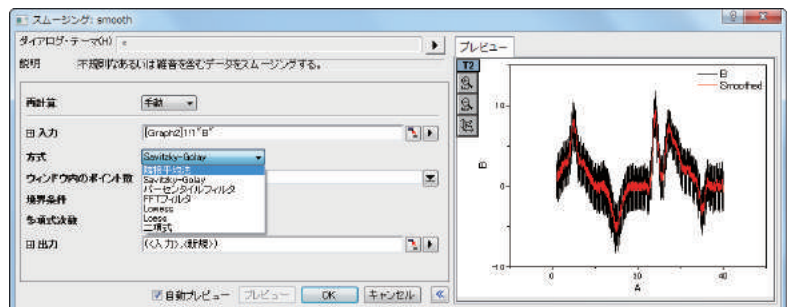 スムージング: smooth
ダイアログ・テーマ(H) *
説明 不規則なあるいは雑音を含むデータをスムージングする。
再計算 手動
入力 [Graph2]1!1"B"
方式 Savitzky-Golay
隣接平均法
ウィンドウ内のポイント数
Savitzky-Golay
パーセンタイルフィルタ
境界条件
FFTフィルタ
Lowess
多項式次数
Loess
二項式
出力 (<入力>,<新規>)
自動プレビュー プレビュー OK キャンセル
プレビュー
T2
B
Smoothed
10
0
-10
B
0 20 40
A